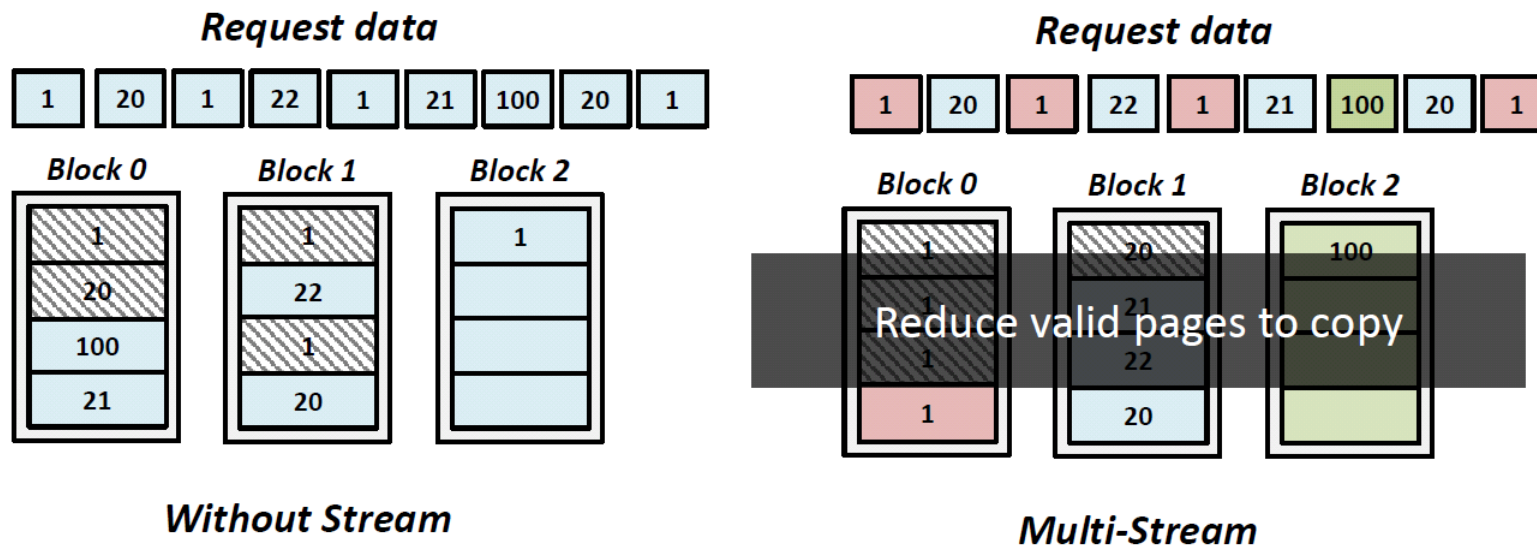 Request data
1 20 1 22 1 21 100 20 1
Block 0 Block 1 Block 2
1 1 1
20 22
100 1
21 20
Without Stream
Request data
1 20 1 22 1 21 100 20 1
Block 0 Block 1 Block 2
1 20 100
1 21
Reduce valid pages to copy
1 22
1 20
Multi-Stream